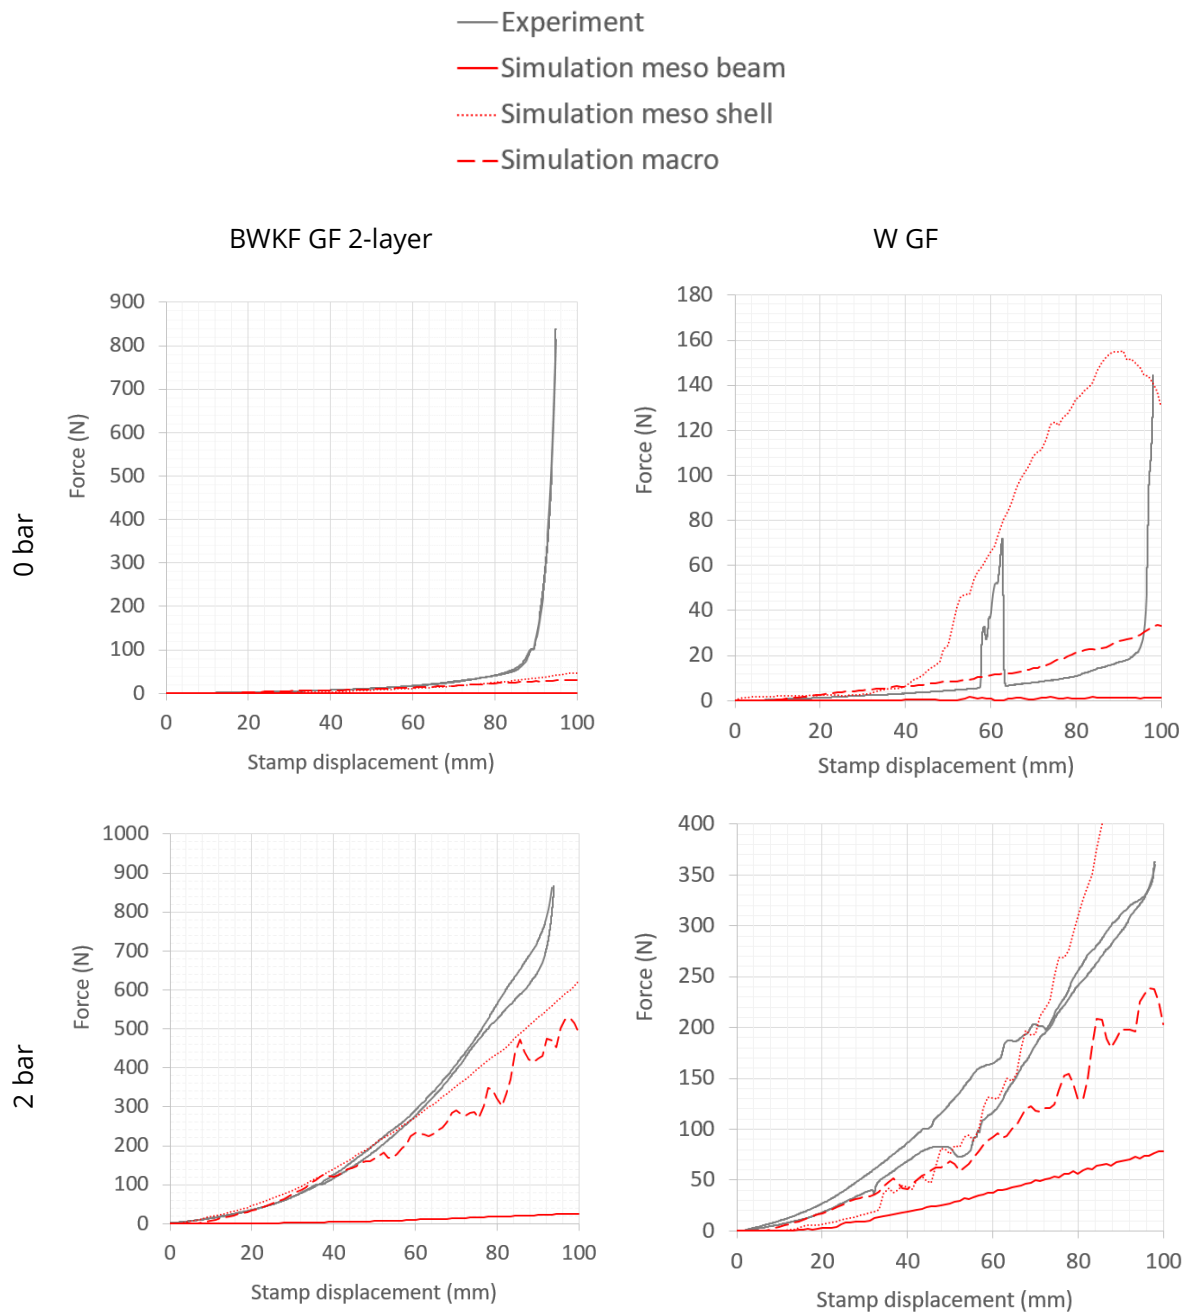 Experiment
Simulation meso beam
Simulation meso shell
Simulation macro
BWKF GF 2-layer
W GF
0 bar
900
800
700
600
500
400
300
200
100
0
Force (N)
0 20 40 60 80 100
Stamp displacement (mm)
180
160
140
120
100
80
60
40
20
0
Force (N)
0 20 40 60 80 100
Stamp displacement (mm)
2 bar
1000
900
800
700
600
500
400
300
200
100
0
Force (N)
0 20 40 60 80 100
Stamp displacement (mm)
400
350
300
250
200
150
100
50
0
Force (N)
0 20 40 60 80 100
Stamp displacement (mm)